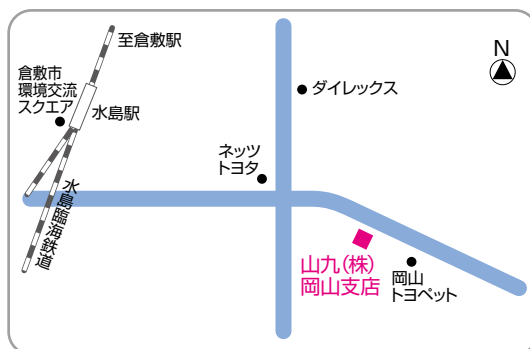 至倉敷駅
倉敷市
環境交流
スクエア
水島駅
水島臨海鉄道
N
ダイレックス
ネッツ
トヨタ
山九(株)
岡山支店
岡山
トヨペット